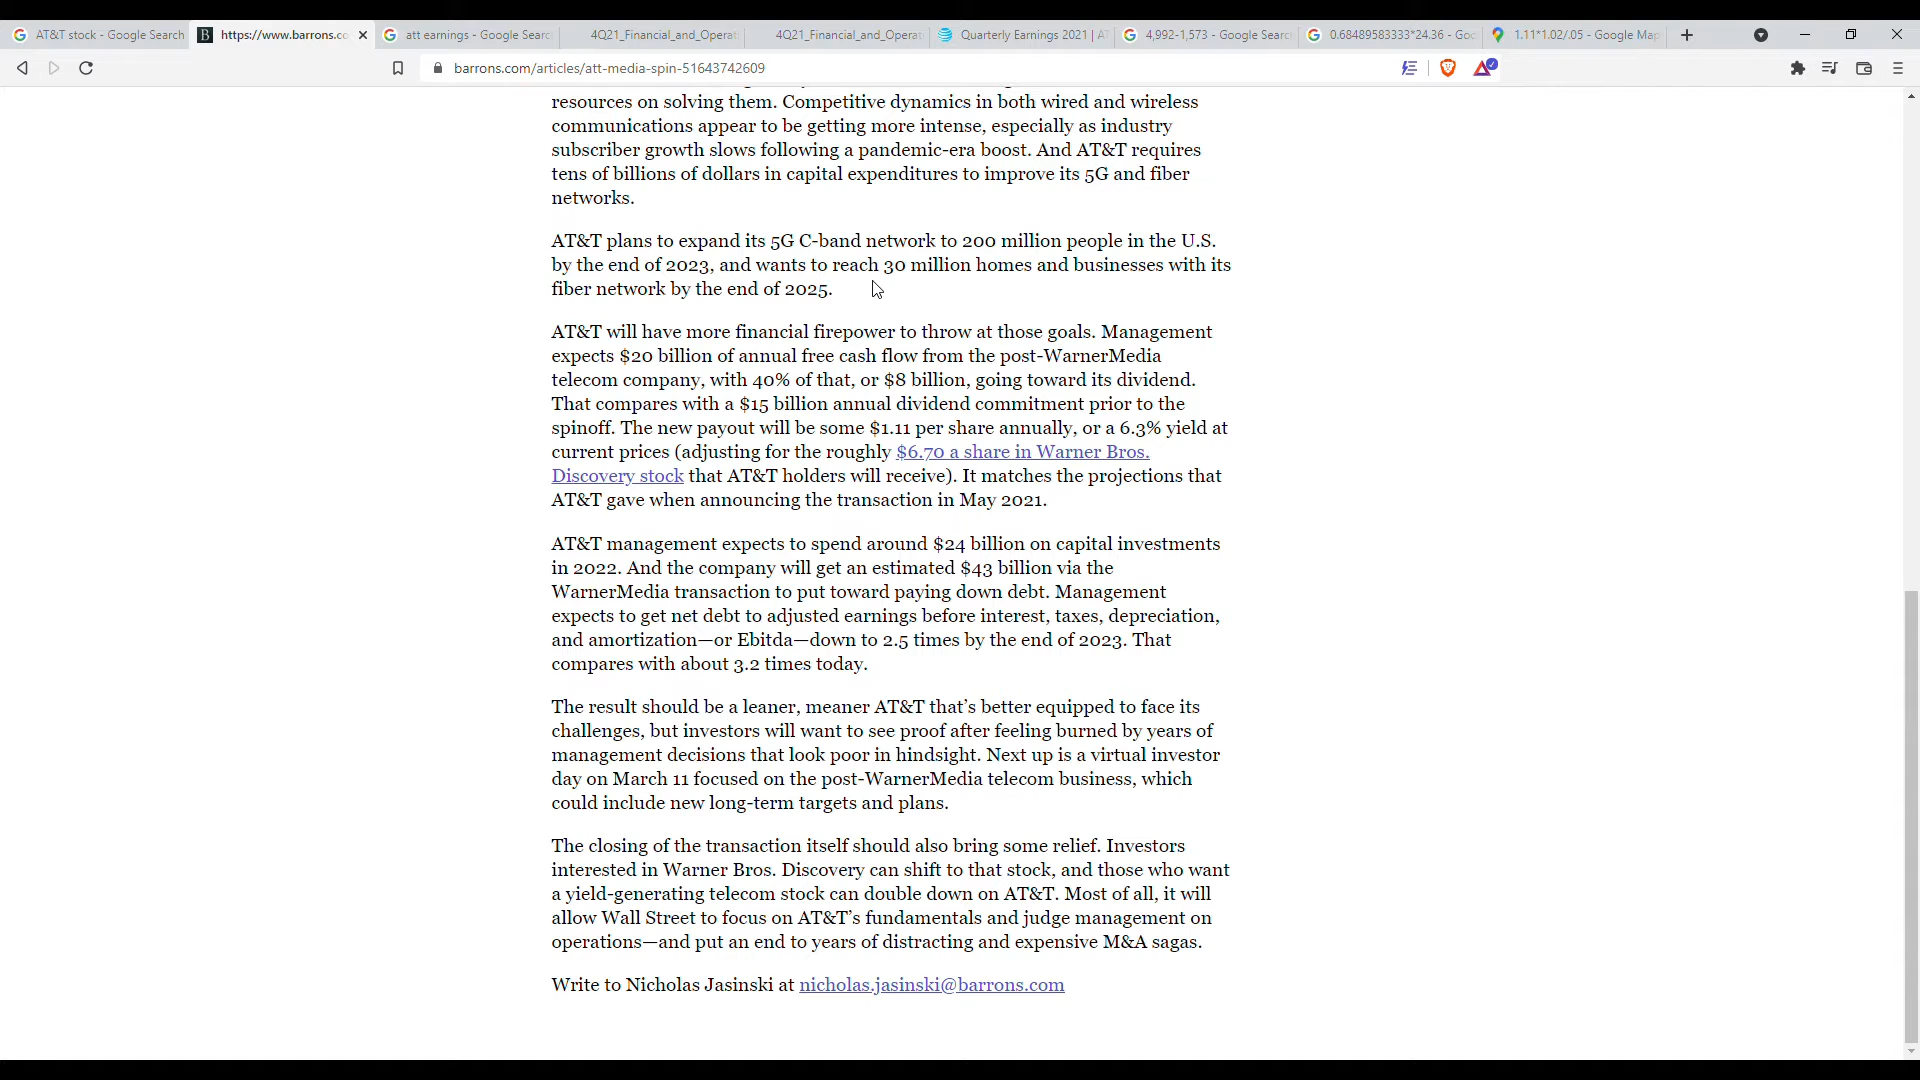 AT&T stock - Google Search
https://www.barrons.co
att earnings - Google Searc
4Q21_Financial_and_Operat
4Q21_Financial_and_Operat
Quarterly Earnings 2021 | AT
4,992-1,573 - Google Searc
0.68489583333*24.36 - Goo
1.11*1.02/.05 - Google Map
barrons.com/articles/att-media-spin-51643742609
resources on solving them. Competitive dynamics in both wired and wireless
communications appear to be getting more intense, especially as industry
subscriber growth slows following a pandemic-era boost. And AT&T requires
tens of billions of dollars in capital expenditures to improve its 5G and fiber
networks.
AT&T plans to expand its 5G C-band network to 200 million people in the U.S.
by the end of 2023, and wants to reach 30 million homes and businesses with its
fiber network by the end of 2025.
AT&T will have more financial firepower to throw at those goals. Management
expects $20 billion of annual free cash flow from the post-WarnerMedia
telecom company, with 40% of that, or $8 billion, going toward its dividend.
That compares with a $15 billion annual dividend commitment prior to the
spinoff. The new payout will be some $1.11 per share annually, or a 6.3% yield at
current prices (adjusting for the roughly $6.70 a share in Warner Bros.
Discovery stock that AT&T holders will receive). It matches the projections that
AT&T gave when announcing the transaction in May 2021.
AT&T management expects to spend around $24 billion on capital investments
in 2022. And the company will get an estimated $43 billion via the
WarnerMedia transaction to put toward paying down debt. Management
expects to get net debt to adjusted earnings before interest, taxes, depreciation,
and amortization—or Ebitda—down to 2.5 times by the end of 2023. That
compares with about 3.2 times today.
The result should be a leaner, meaner AT&T that's better equipped to face its
challenges, but investors will want to see proof after feeling burned by years of
management decisions that look poor in hindsight. Next up is a virtual investor
day on March 11 focused on the post-WarnerMedia telecom business, which
could include new long-term targets and plans.
The closing of the transaction itself should also bring some relief. Investors
interested in Warner Bros. Discovery can shift to that stock, and those who want
a yield-generating telecom stock can double down on AT&T. Most of all, it will
allow Wall Street to focus on AT&T's fundamentals and judge management on
operations—and put an end to years of distracting and expensive M&A sagas.
Write to Nicholas Jasinski at nicholas.jasinski@barrons.com